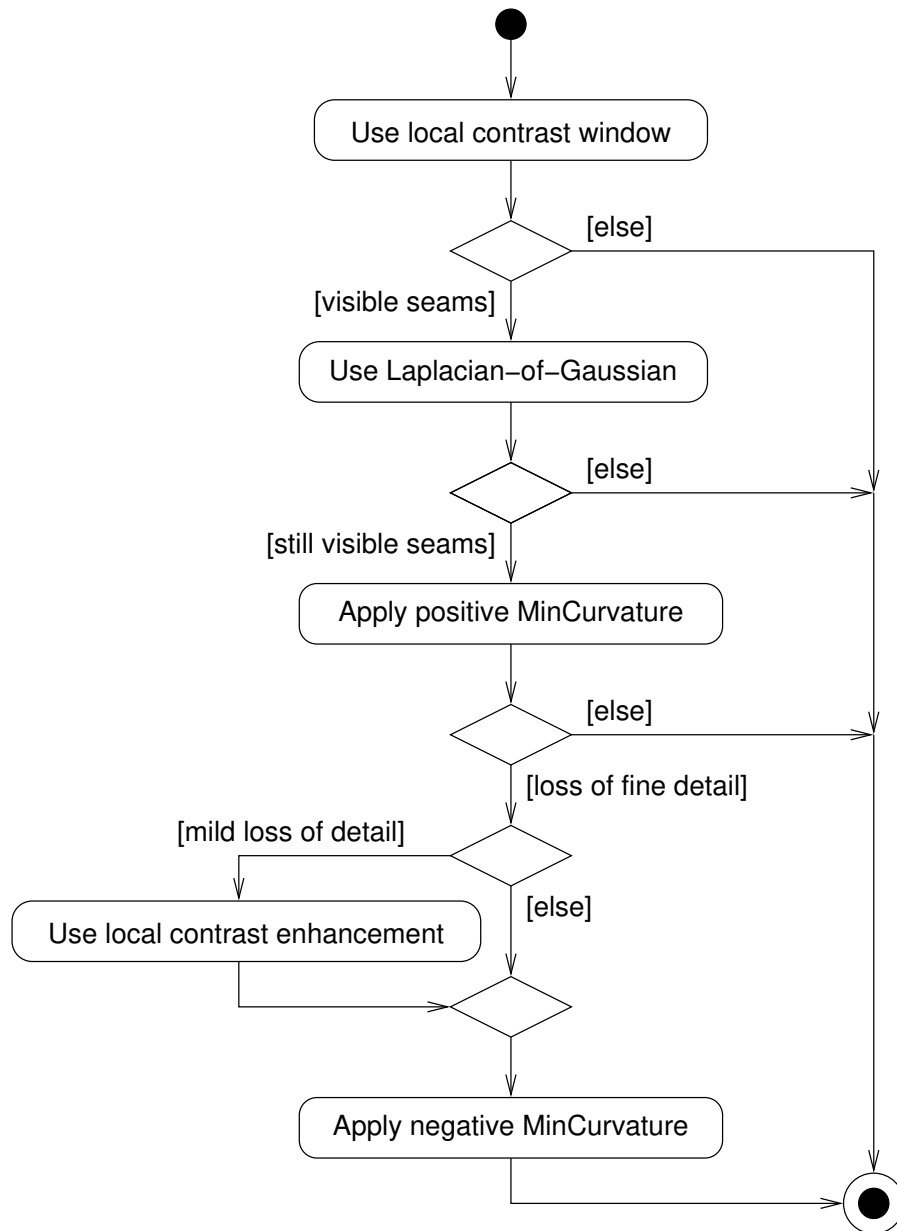 Use local contrast window
[else]
[visible seams]
Use Laplacian−of−Gaussian
[else]
[still visible seams]
Apply positive MinCurvature
[else]
[loss of fine detail]
[mild loss of detail]
[else]
Use local contrast enhancement
Apply negative MinCurvature